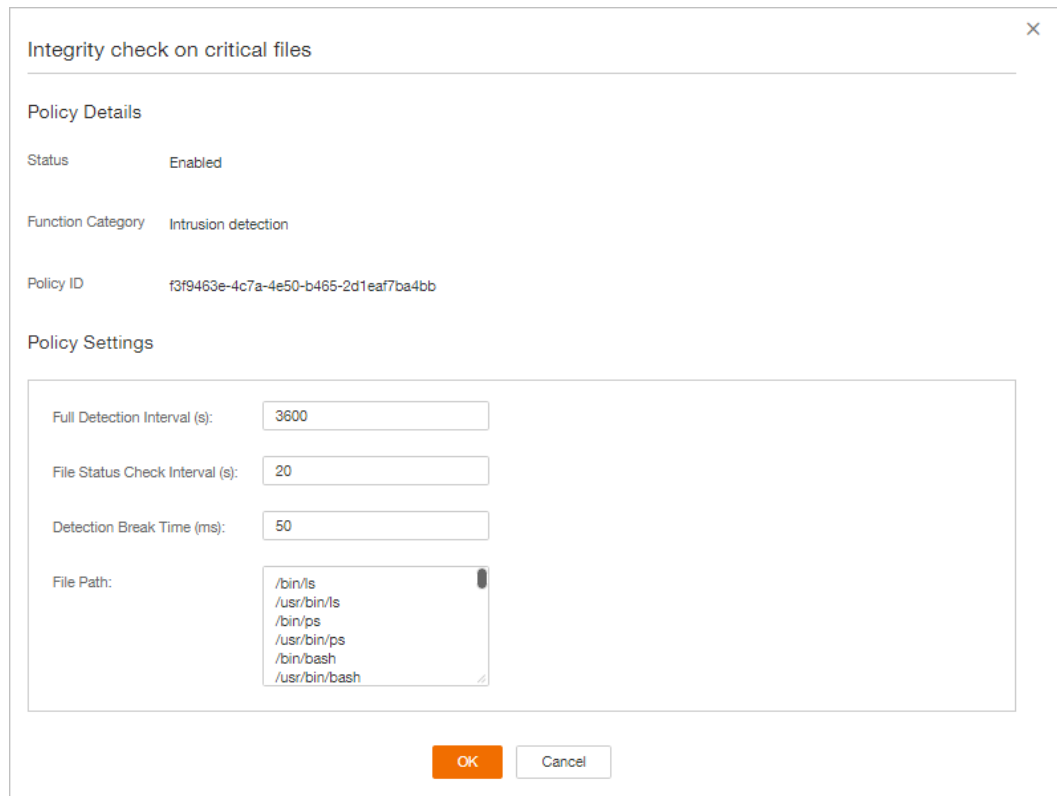 Integrity check on critical files
Policy Details
Status Enabled
Function Category Intrusion detection
Policy ID f3f9463e-4c7a-4e50-b465-2d1eaf7ba4bb
Policy Settings
Full Detection Interval (s): 3600
File Status Check Interval (s): 20
Detection Break Time (ms): 50
File Path: /bin/ls
/usr/bin/ls
/bin/ps
/usr/bin/ps
/bin/bash
/usr/bin/bash
OK Cancel